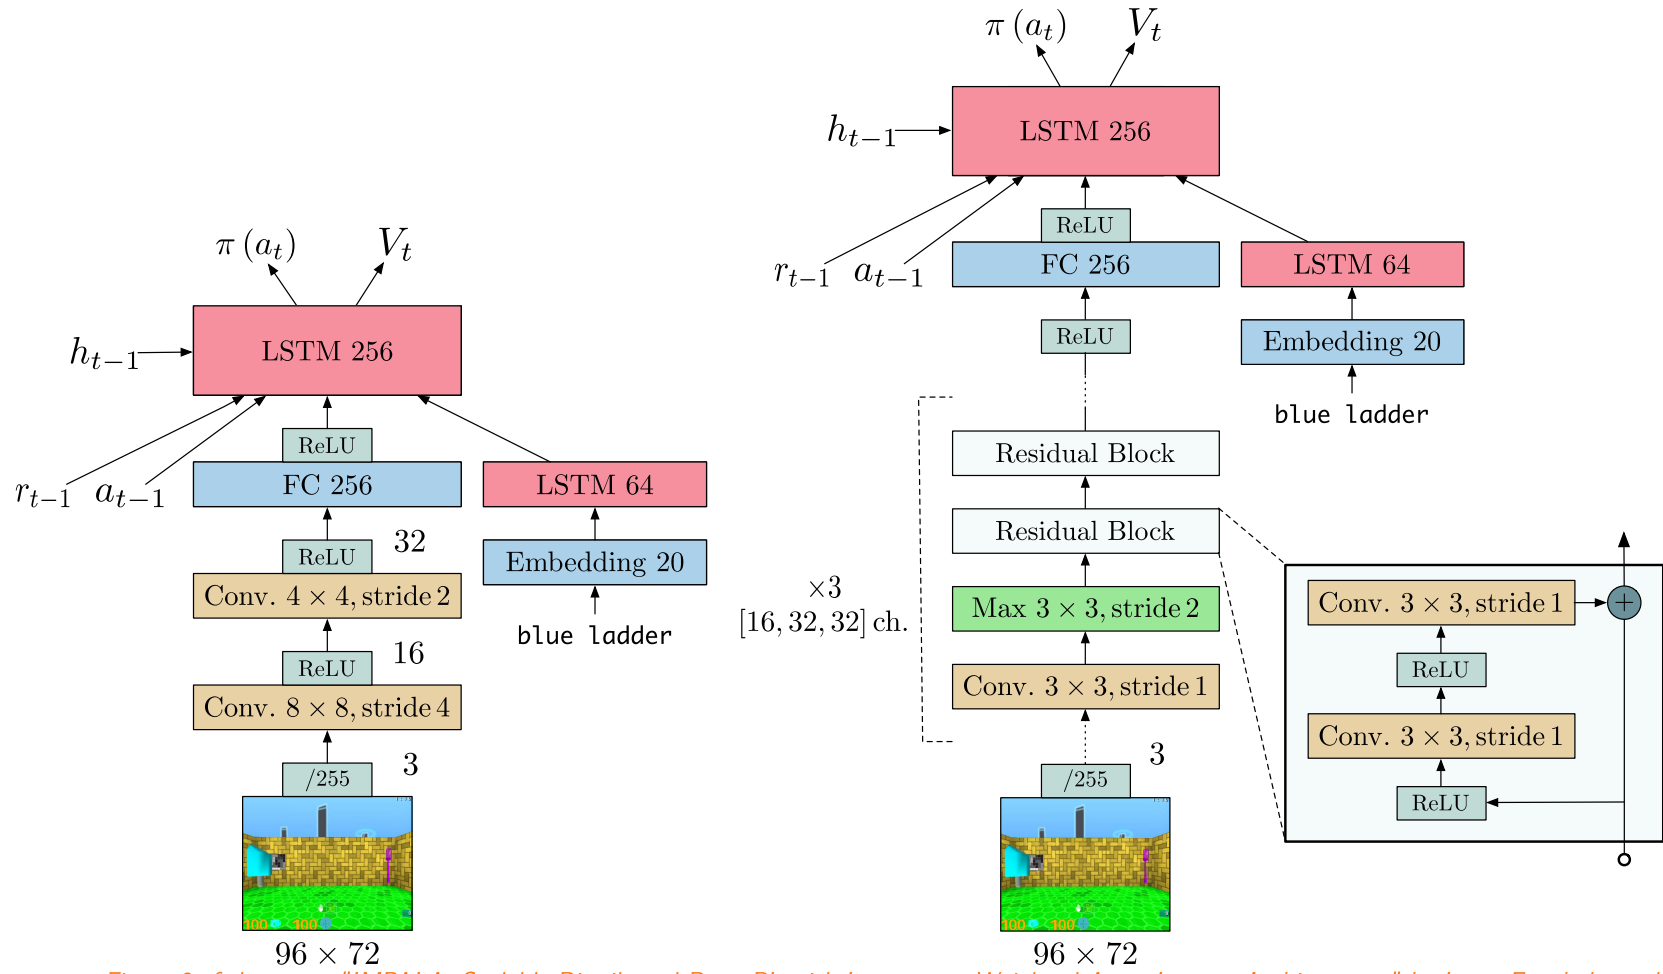 π (a_t) V_t
LSTM 256
h_{t−1}
r_{t−1} a_{t−1}
ReLU
FC 256
ReLU 32
Conv. 4 × 4, stride 2
ReLU 16
Conv. 8 × 8, stride 4
/255 3
100 100
96 × 72
LSTM 64
Embedding 20
blue ladder
π (a_t) V_t
LSTM 256
h_{t−1}
r_{t−1} a_{t−1}
ReLU
FC 256
ReLU
LSTM 64
Embedding 20
blue ladder
Residual Block
Residual Block
×3
[16, 32, 32] ch.
Max 3 × 3, stride 2
Conv. 3 × 3, stride 1
/255 3
100 100
96 × 72
Conv. 3 × 3, stride 1
+
ReLU
Conv. 3 × 3, stride 1
ReLU